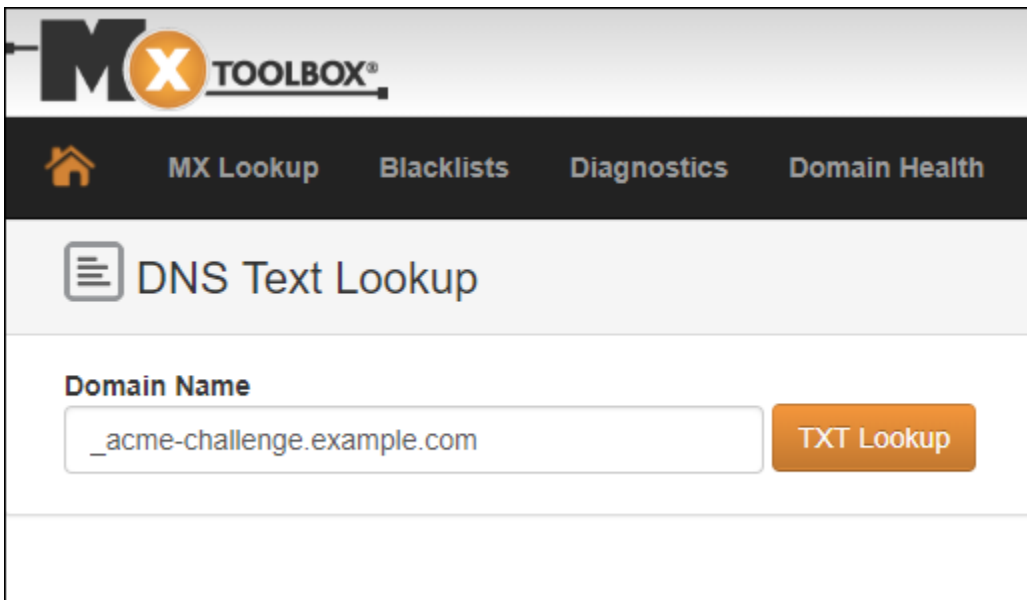 MX TOOLBOX®
MX Lookup Blacklists Diagnostics Domain Health
DNS Text Lookup
Domain Name
_acme-challenge.example.com TXT Lookup